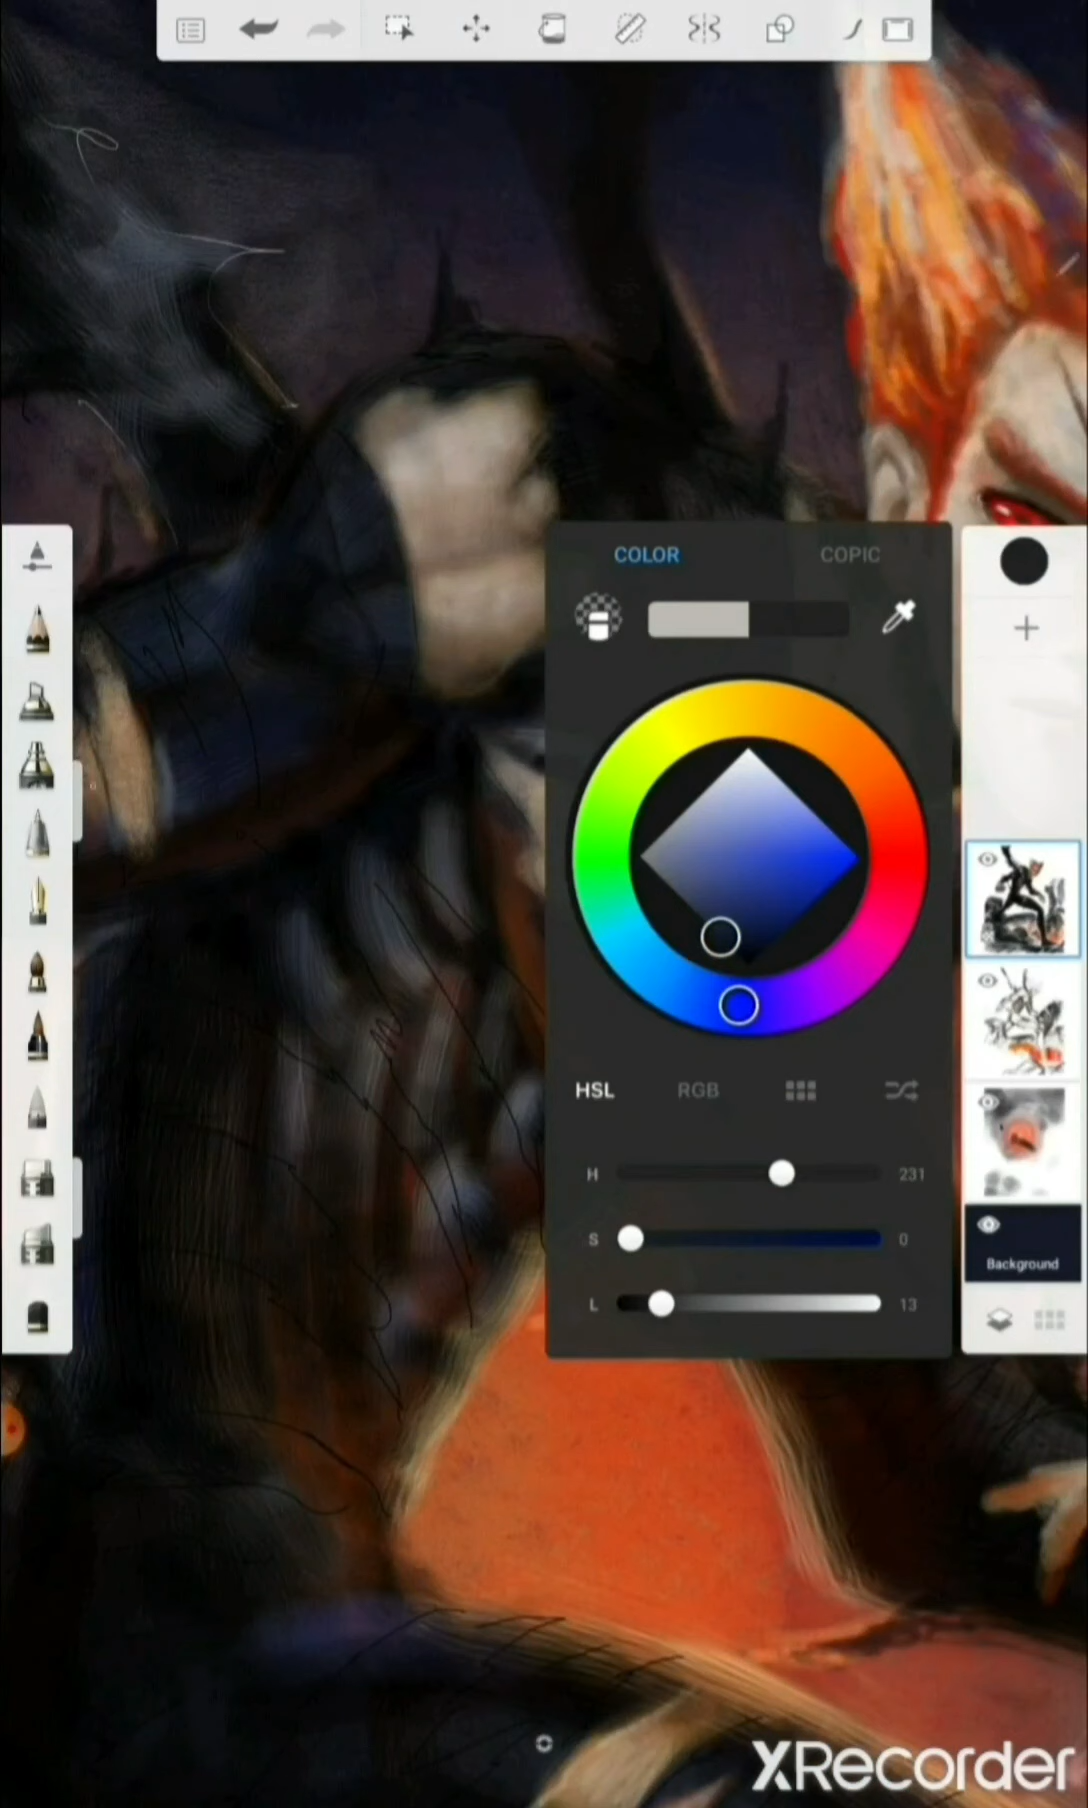 COLOR COPIC
HSL RGB
H 231
S 0
L 13
Background
XRecorder